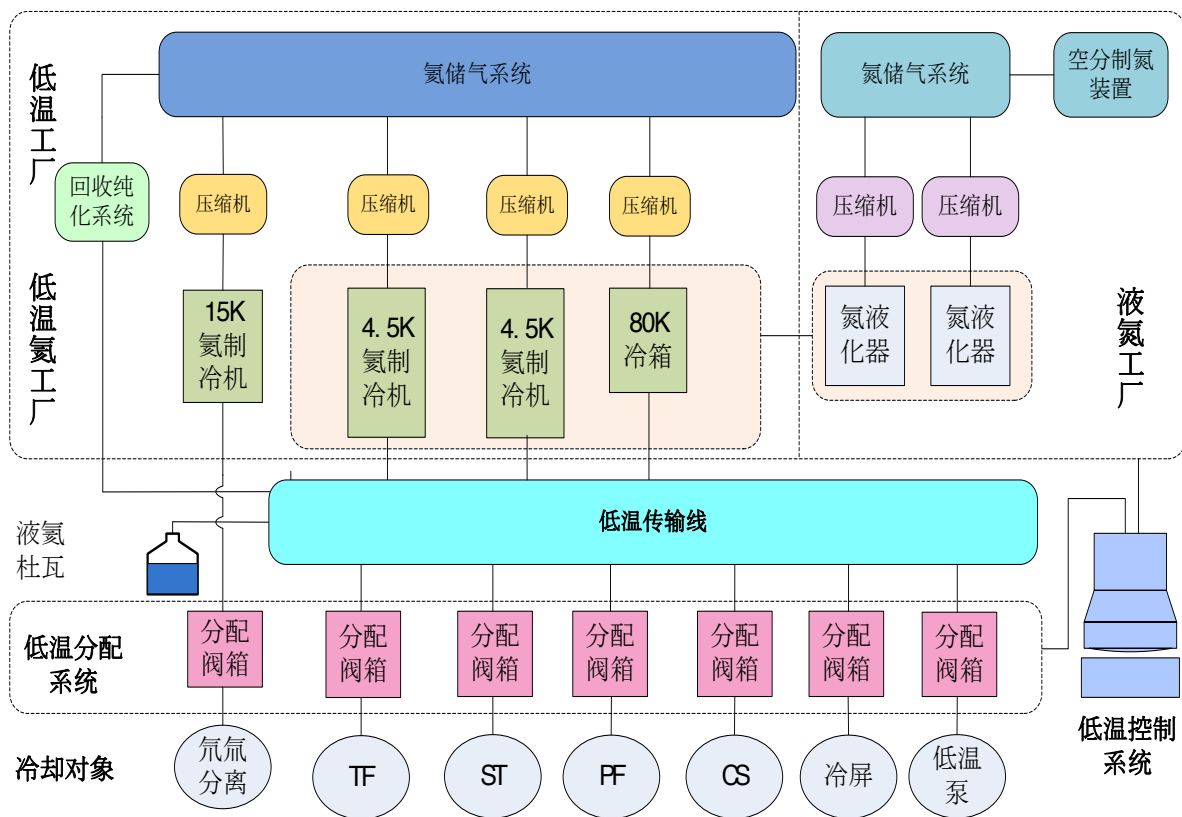 氦储气系统
氮储气系统
空分制氮
装置
低温工厂
回收纯
化系统
压缩机
压缩机
压缩机
压缩机
压缩机
压缩机
低温氦工厂
15K
氦制
冷机
4.5K
氦制
冷机
4.5K
氦制
冷机
80K
冷箱
氮液
化器
氮液
化器
液氮工厂
低温传输线
液氦
杜瓦
低温分配
系统
分配
阀箱
分配
阀箱
分配
阀箱
分配
阀箱
分配
阀箱
分配
阀箱
分配
阀箱
低温控制
系统
冷却对象
氘氚
分离
TF
ST
PF
CS
冷屏
低温
泵